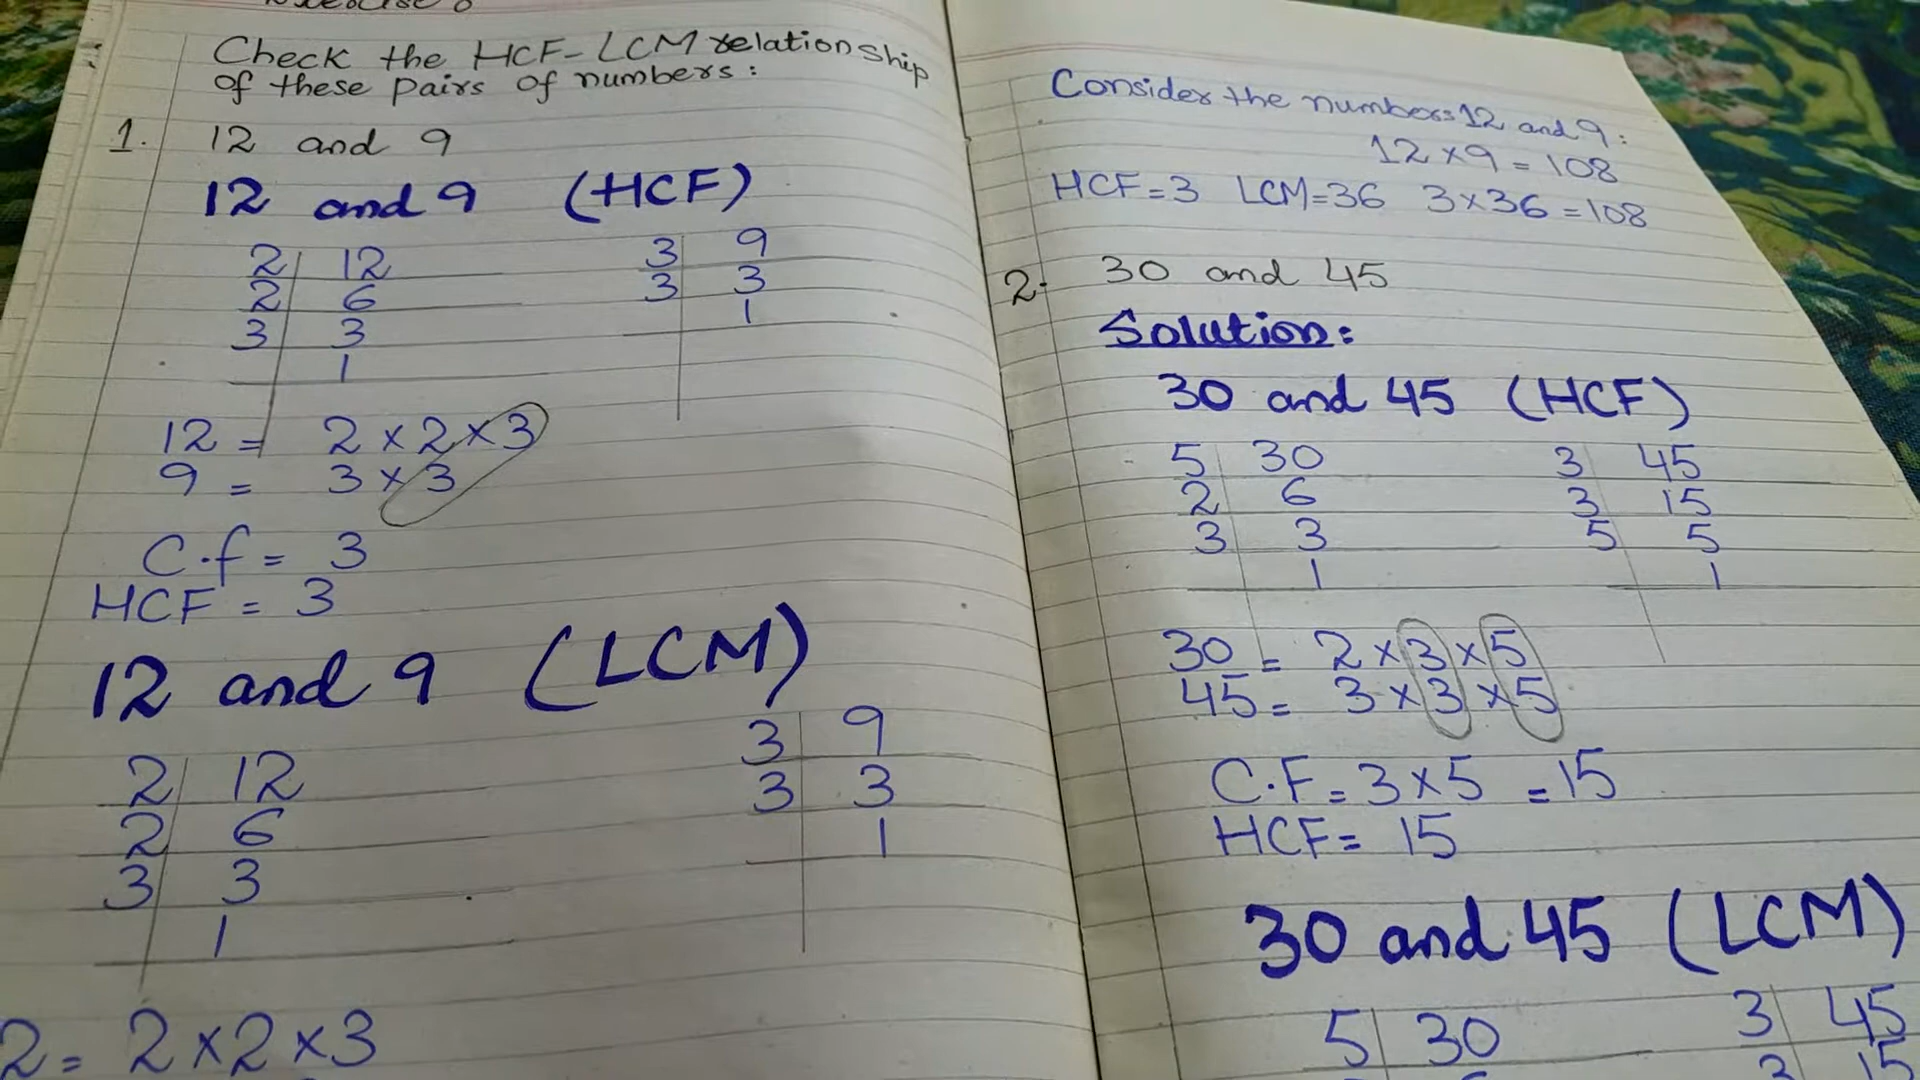 Check the HCF-LCM relationship
of these pairs of numbers:
1. 12 and 9
12 and 9 (HCF)
2 12 3 9
2 6 3 3
3 3 1
1
12 = 2 × 2 × 3
9 = 3 × 3
C.f = 3
HCF = 3
12 and 9 (LCM)
2 12 3 9
2 6 3 3
3 3 1
1
2 = 2 × 2 × 3
Consider the numbers 12 and 9:
12 × 9 = 108
HCF = 3 LCM = 36 3 × 36 = 108
2. 30 and 45
Solution:
30 and 45 (HCF)
5 30 3 45
2 6 3 15
3 3 5 5
1 1
30 = 2 × 3 × 5
45 = 3 × 3 × 5
C.F = 3 × 5 = 15
HCF = 15
30 and 45 (LCM)
5 30 3 45
15